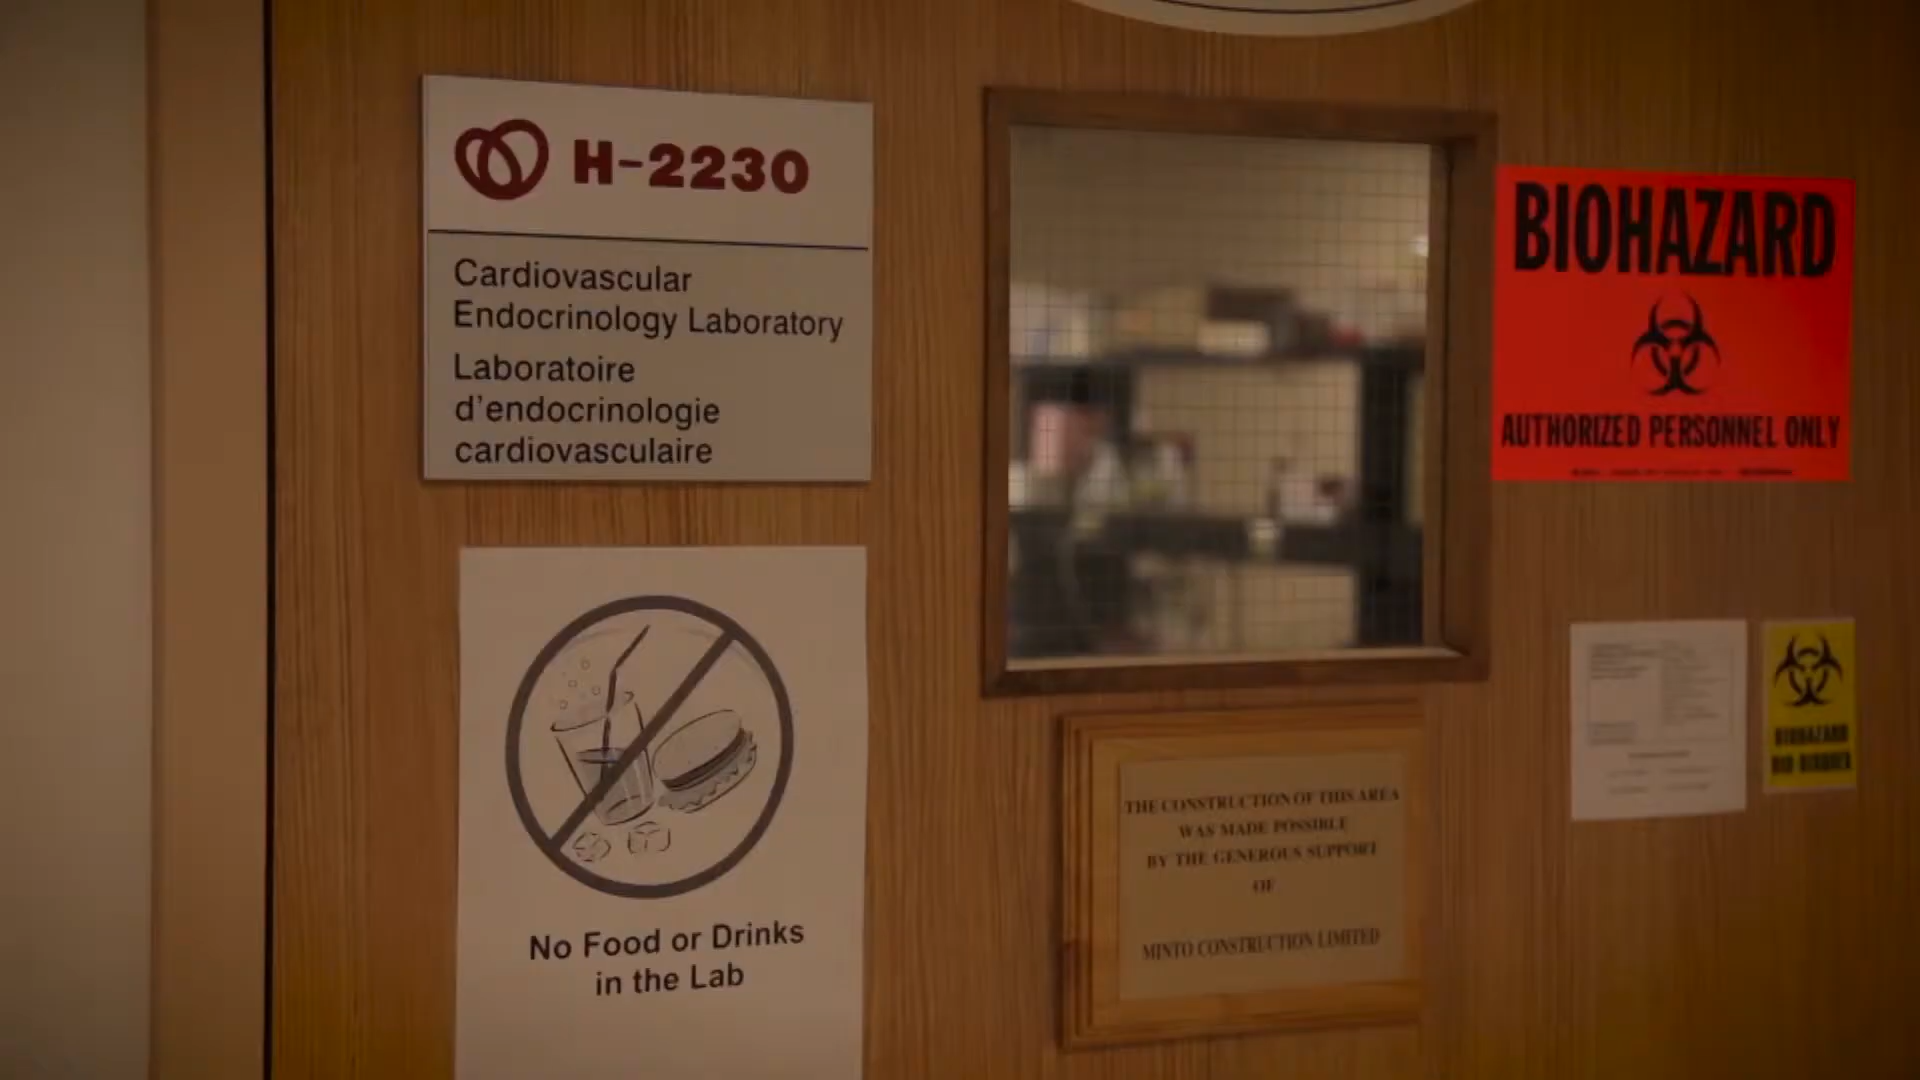 H-2230
Cardiovascular
Endocrinology Laboratory
Laboratoire
d'endocrinologie
cardiovasculaire
No Food or Drinks
in the Lab
THE CONSTRUCTION OF THIS AREA
WAS MADE POSSIBLE
BY THE GENEROUS SUPPORT
OF
MINTO CONSTRUCTION LIMITED
BIOHAZARD
AUTHORIZED PERSONNEL ONLY
BIOHAZARD